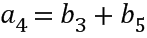 a₄ = b₃ + b₅